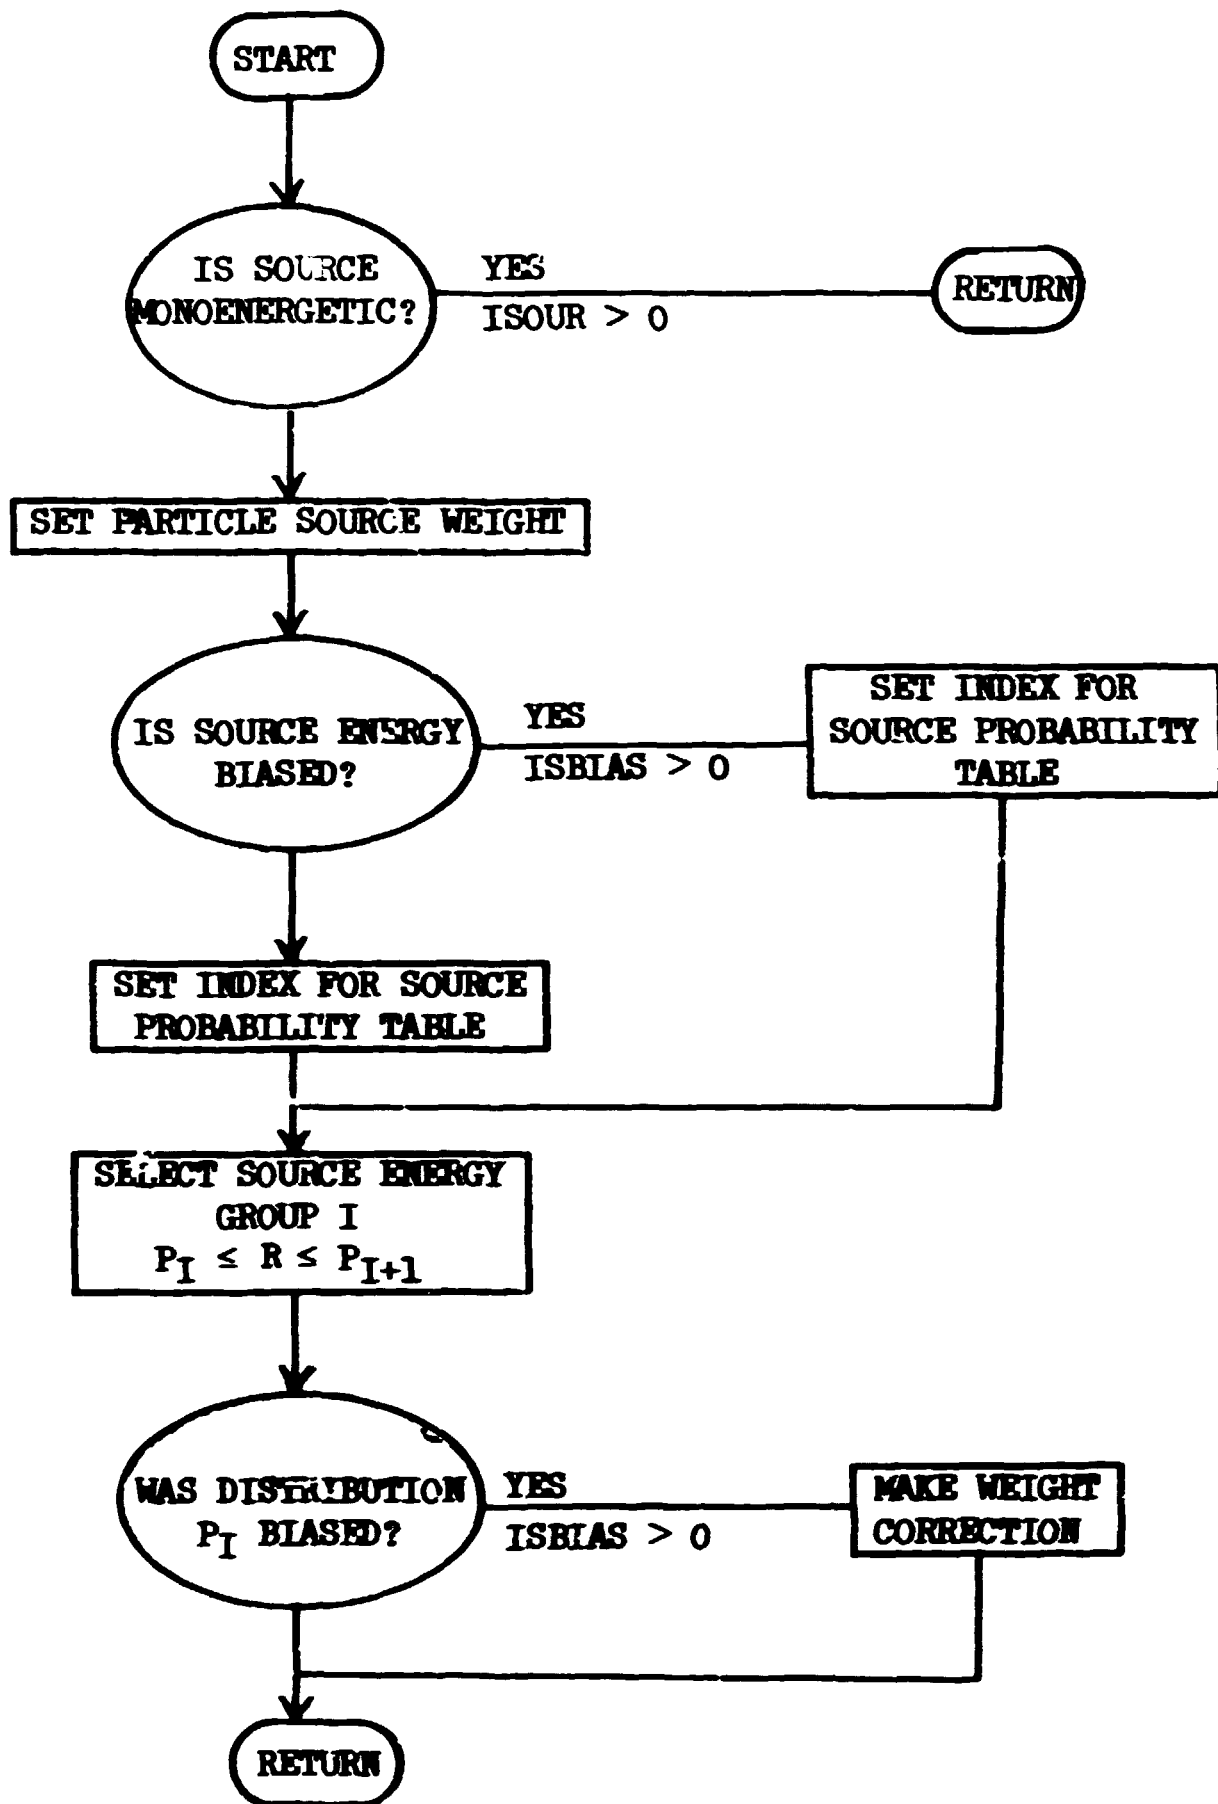 START
IS SOURCE
MONOENERGETIC?
YES
ISOUR > 0
RETURN
SET PARTICLE SOURCE WEIGHT
IS SOURCE ENERGY
BIASED?
YES
ISBIAS > 0
SET INDEX FOR
SOURCE PROBABILITY
TABLE
SET INDEX FOR SOURCE
PROBABILITY TABLE
SELECT SOURCE ENERGY
GROUP I
P_I ≤ R ≤ P_{I+1}
WAS DISTRIBUTION
P_I BIASED?
YES
ISBIAS > 0
MAKE WEIGHT
CORRECTION
RETURN